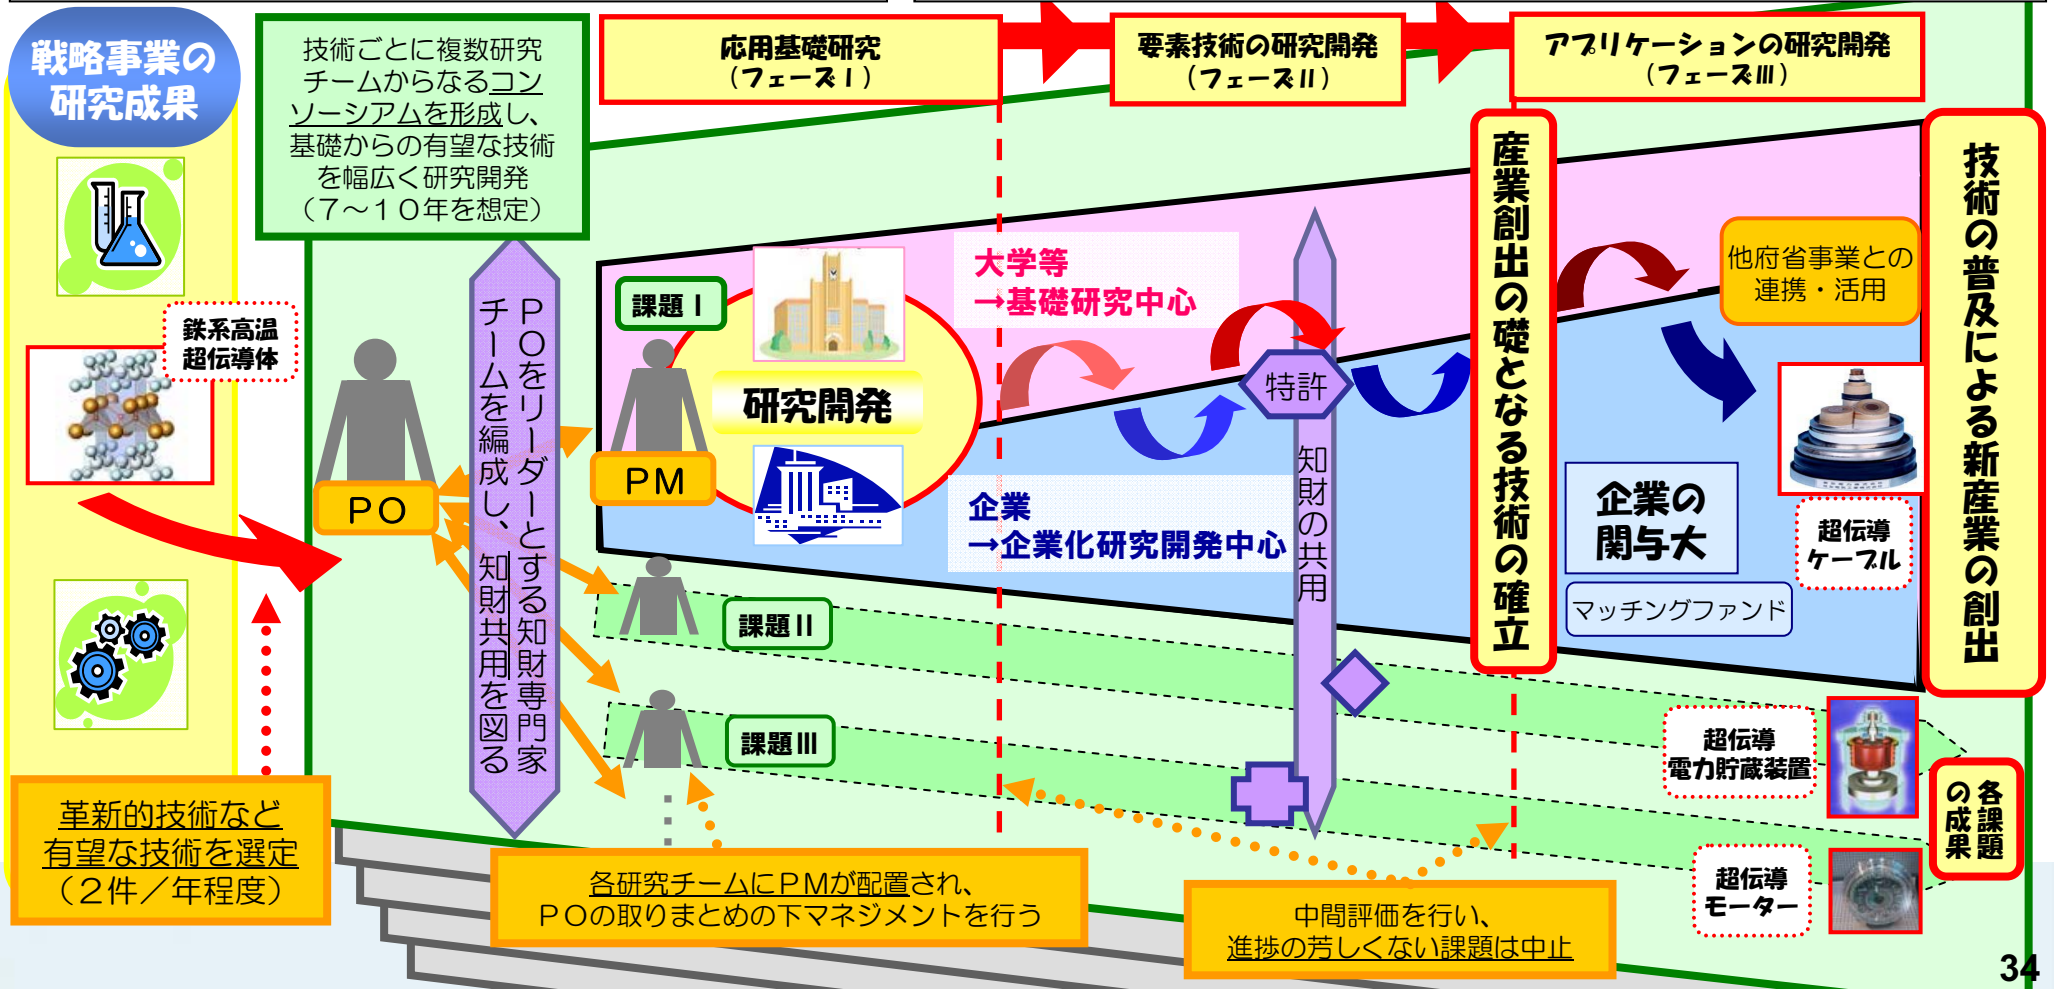 戦略事業の
研究成果
技術ごとに複数研究
チームからなるコン
ソーシアムを形成し、
基礎からの有望な技術
を幅広く研究開発
（７～１０年を想定）
応用基礎研究
（フェーズⅠ）
要素技術の研究開発
（フェーズⅡ）
アプリケーションの研究開発
（フェーズⅢ）
鉄系高温
超伝導体
PO
ＰＯをリーダーとする知財専門家
チームを編成し、知財共用を図る
課題Ⅰ
研究開発
PM
大学等
→基礎研究中心
企業
→企業化研究開発中心
特許
知財の共用
産業創出の礎となる技術の確立
他府省事業との
連携・活用
企業の
関与大
マッチングファンド
超伝導
ケーブル
技術の普及による新産業の創出
課題Ⅱ
課題Ⅲ
超伝導
電力貯蔵装置
超伝導
モーター
各課題
の成果
革新的技術など
有望な技術を選定
（２件／年程度）
各研究チームにＰＭが配置され、
ＰＯの取りまとめの下マネジメントを行う
中間評価を行い、
進捗の芳しくない課題は中止
34